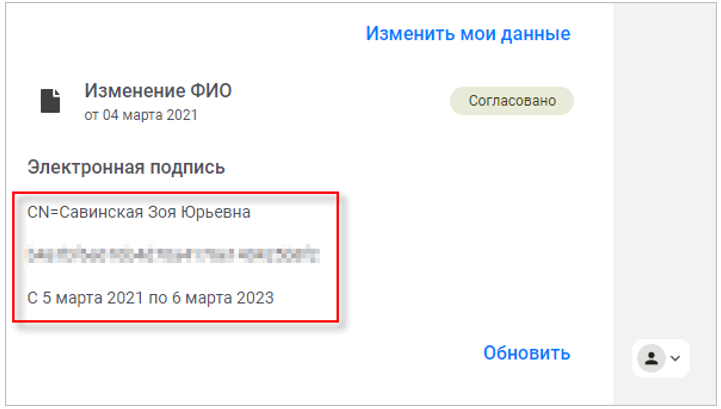 Изменить мои данные
Изменение ФИО
от 04 марта 2021
Согласовано
Электронная подпись
CN=Савинская Зоя Юрьевна
С 5 марта 2021 по 6 марта 2023
Обновить